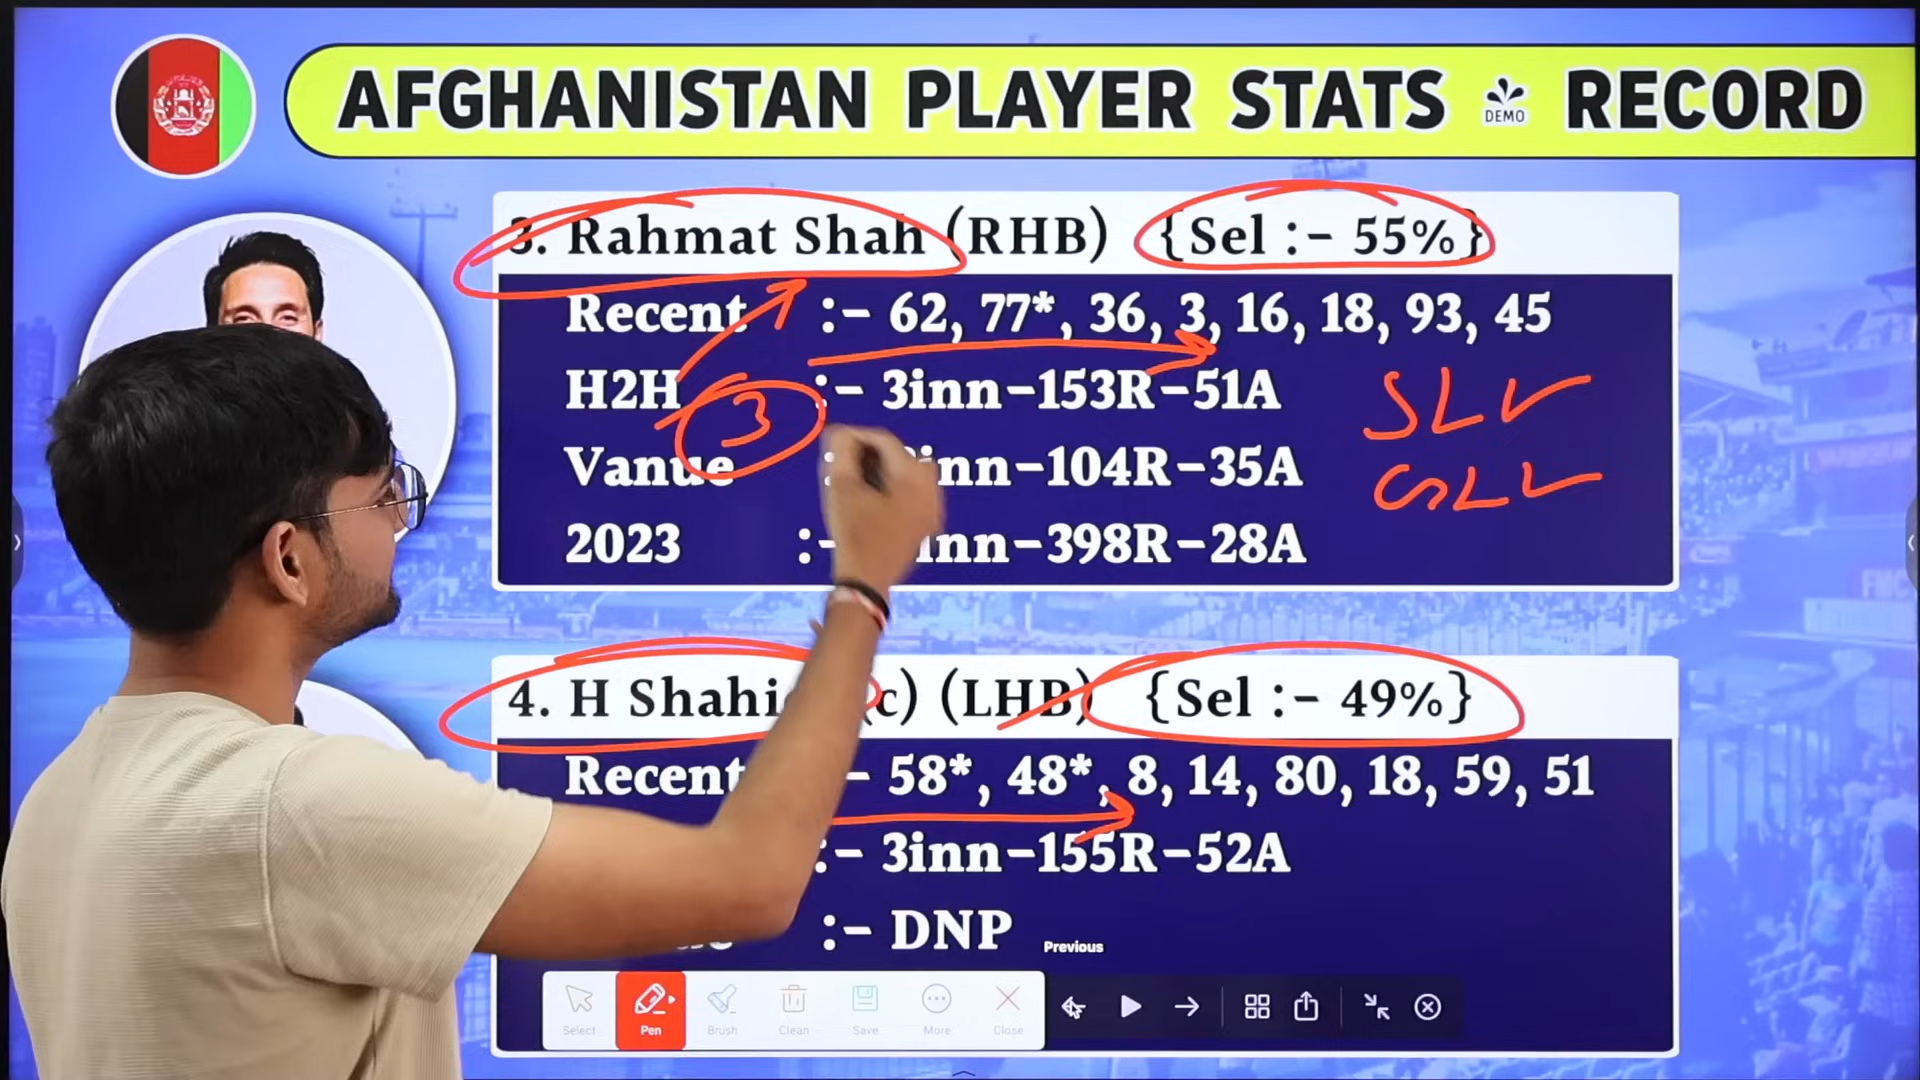 AFGHANISTAN PLAYER STATS & RECORD
DEMO
3. Rahmat Shah (RHB) {Sel :- 55%}
Recent :- 62, 77*, 36, 3, 16, 18, 93, 45
H2H :- 3inn-153R-51A
3
SLV
Vanue inn-104R-35A
SLL
2023 :- inn-398R-28A
4. H Shahi (c) (LHB) {Sel :- 49%}
Recent :- 58*, 48*, 8, 14, 80, 18, 59, 51
:- 3inn-155R-52A
:- DNP
Previous
Select Pen Brush Clean Save More Close